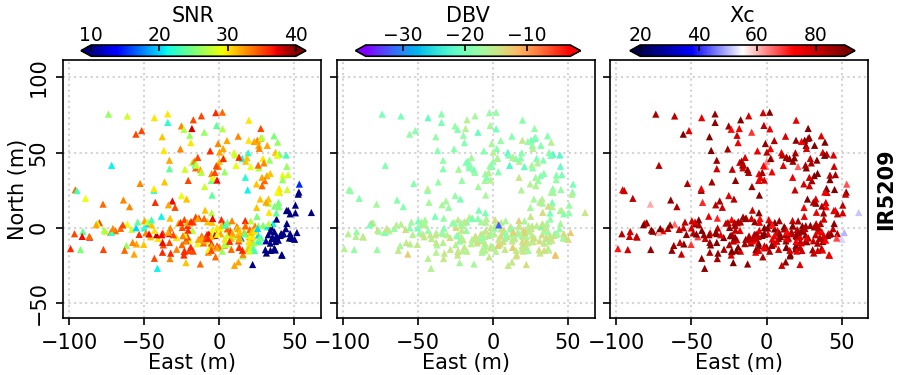 SNR DBV Xc
10 20 30 40 −30 −20 −10 20 40 60 80
100
50
0
−50
North (m)
IR5209
−100 −50 0 50 −100 −50 0 50 −100 −50 0 50
East (m) East (m) East (m)